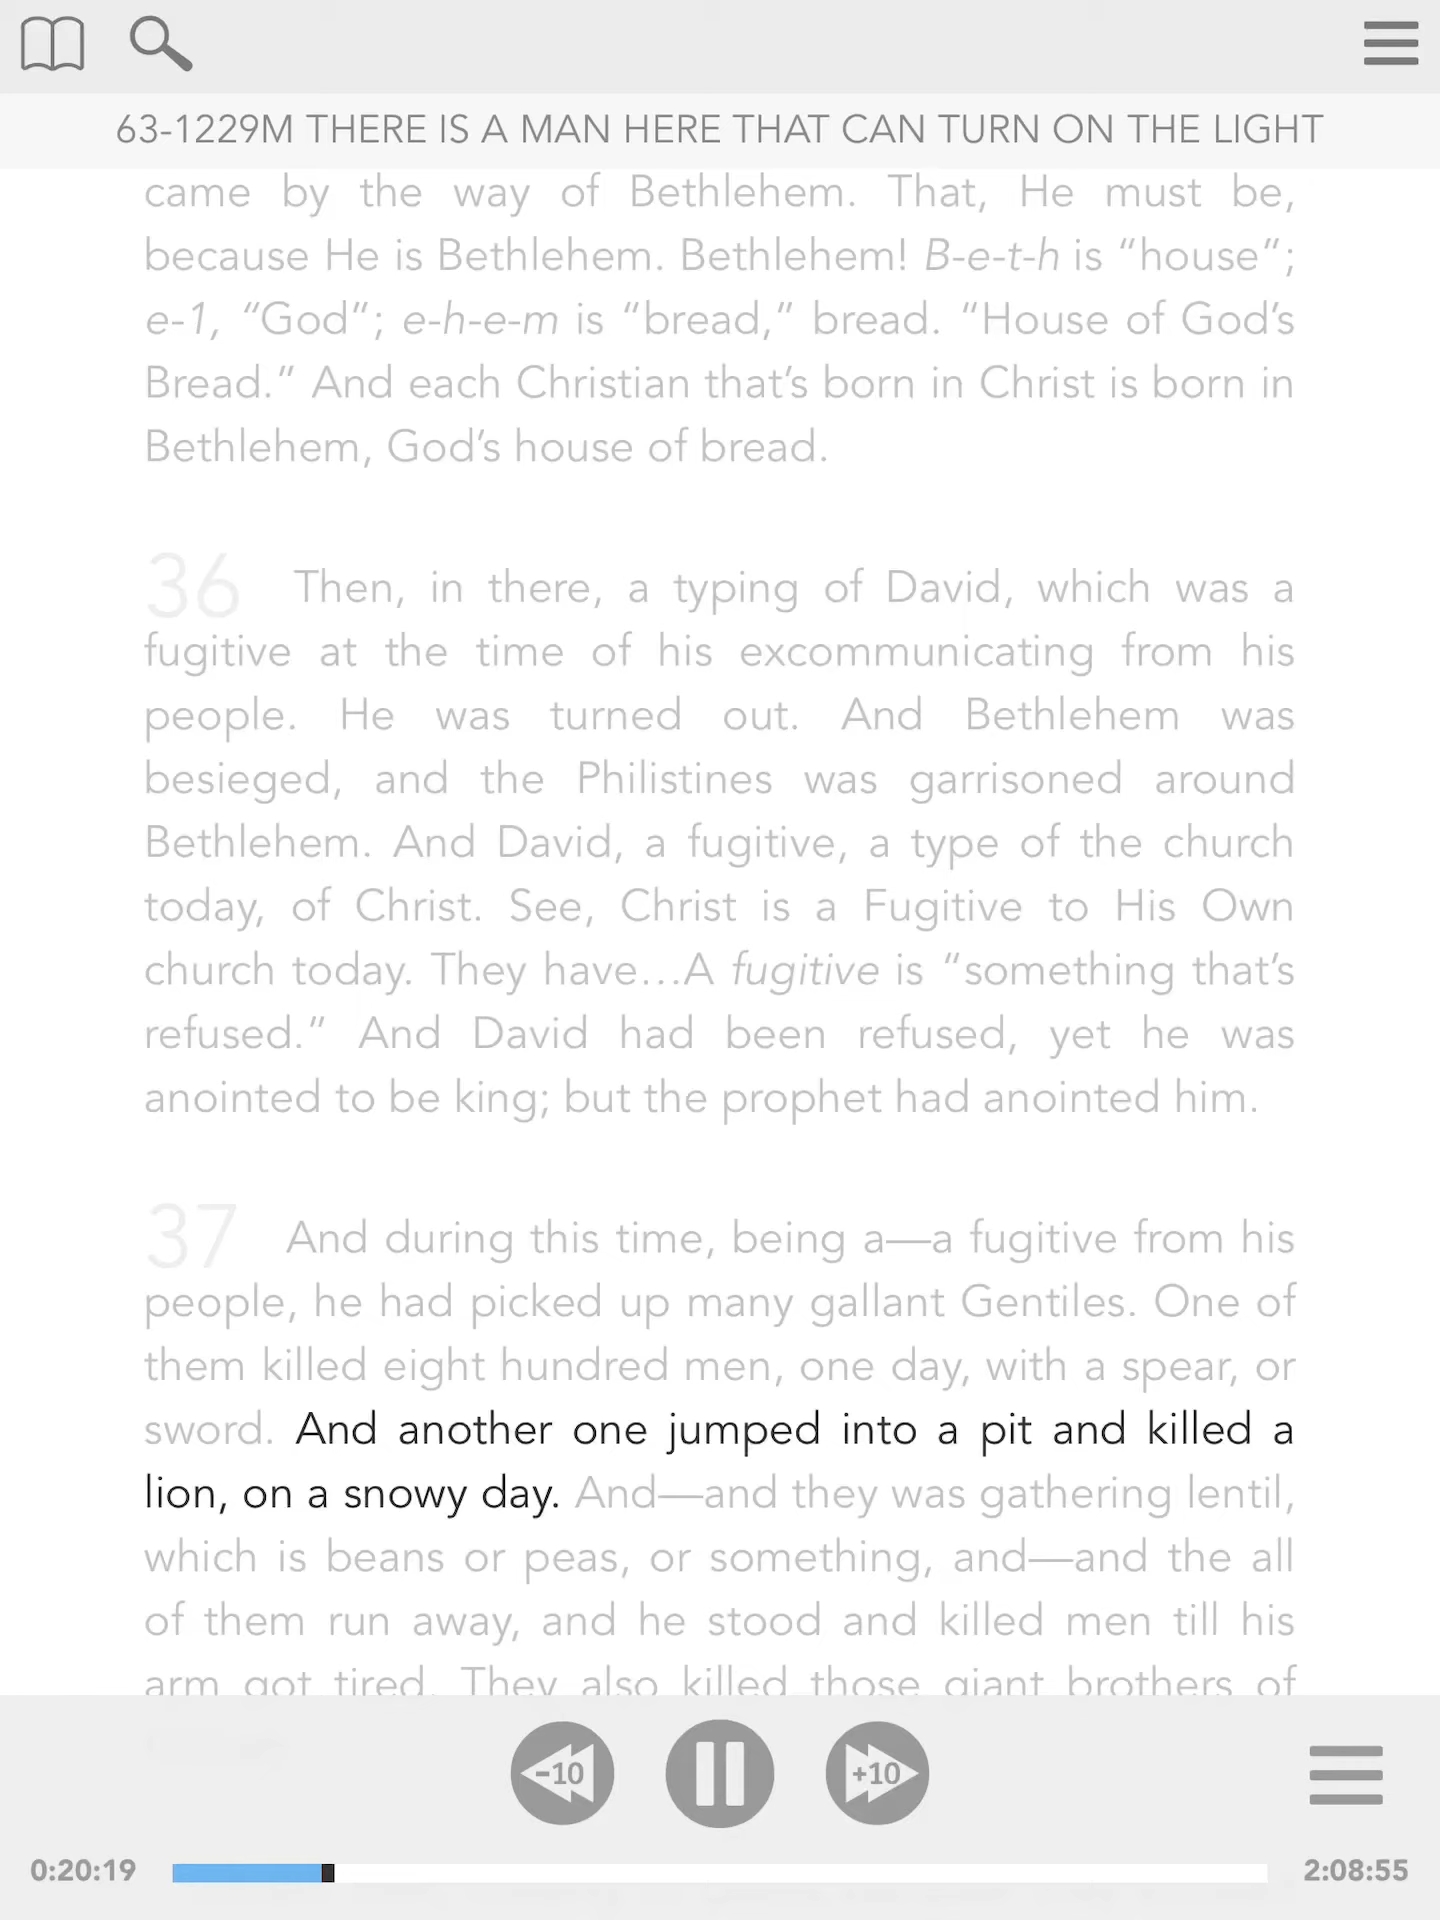 63-1229M THERE IS A MAN HERE THAT CAN TURN ON THE LIGHT
came by the way of Bethlehem. That, He must be,
because He is Bethlehem. Bethlehem! B-e-t-h is “house“;
e-1, “God”; e-h-e-m is “bread,” bread. “House of God’s
Bread.” And each Christian that’s born in Christ is born in
Bethlehem, God’s house of bread.
36 Then, in there, a typing of David, which was a
fugitive at the time of his excommunicating from his
people. He was turned out. And Bethlehem was
besieged, and the Philistines was garrisoned around
Bethlehem. And David, a fugitive, a type of the church
today, of Christ. See, Christ is a Fugitive to His Own
church today. They have…A fugitive is “something that’s
refused.” And David had been refused, yet he was
anointed to be king; but the prophet had anointed him.
37 And during this time, being a—a fugitive from his
people, he had picked up many gallant Gentiles. One of
them killed eight hundred men, one day, with a spear, or
sword. And another one jumped into a pit and killed a
lion, on a snowy day. And—and they was gathering lentil,
which is beans or peas, or something, and—and the all
of them run away, and he stood and killed men till his
arm got tired. They also killed those giant brothers of
-10 +10
0:20:19 2:08:55